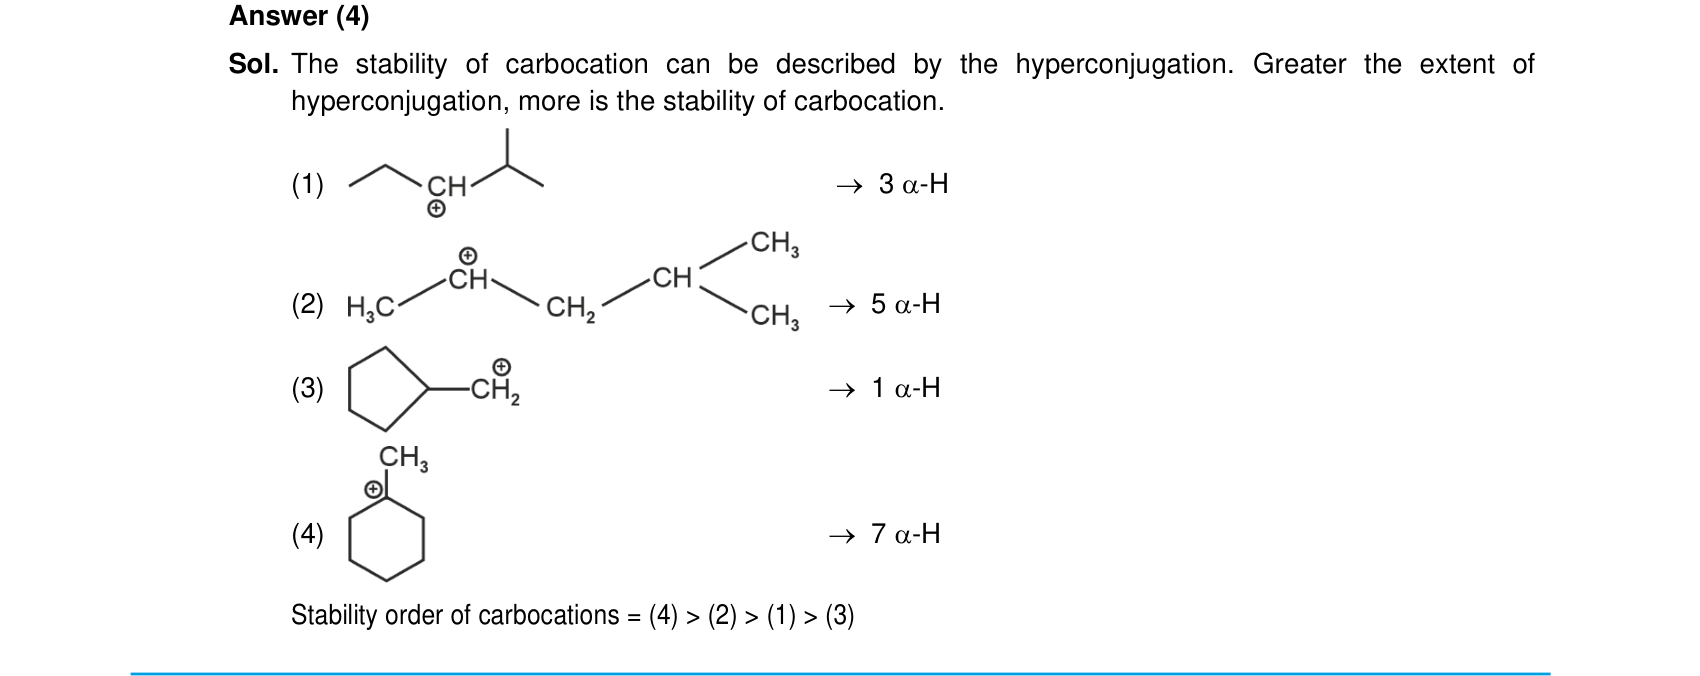 Answer (4)
Sol. The stability of carbocation can be described by the hyperconjugation. Greater the extent of
hyperconjugation, more is the stability of carbocation.
(1) CH ⊕ → 3 α-H
(2) H₃C ⊕ CH CH₂ CH CH₃ CH₃ → 5 α-H
(3) ⊕ CH₂ → 1 α-H
CH₃
⊕
(4) → 7 α-H
Stability order of carbocations = (4) > (2) > (1) > (3)